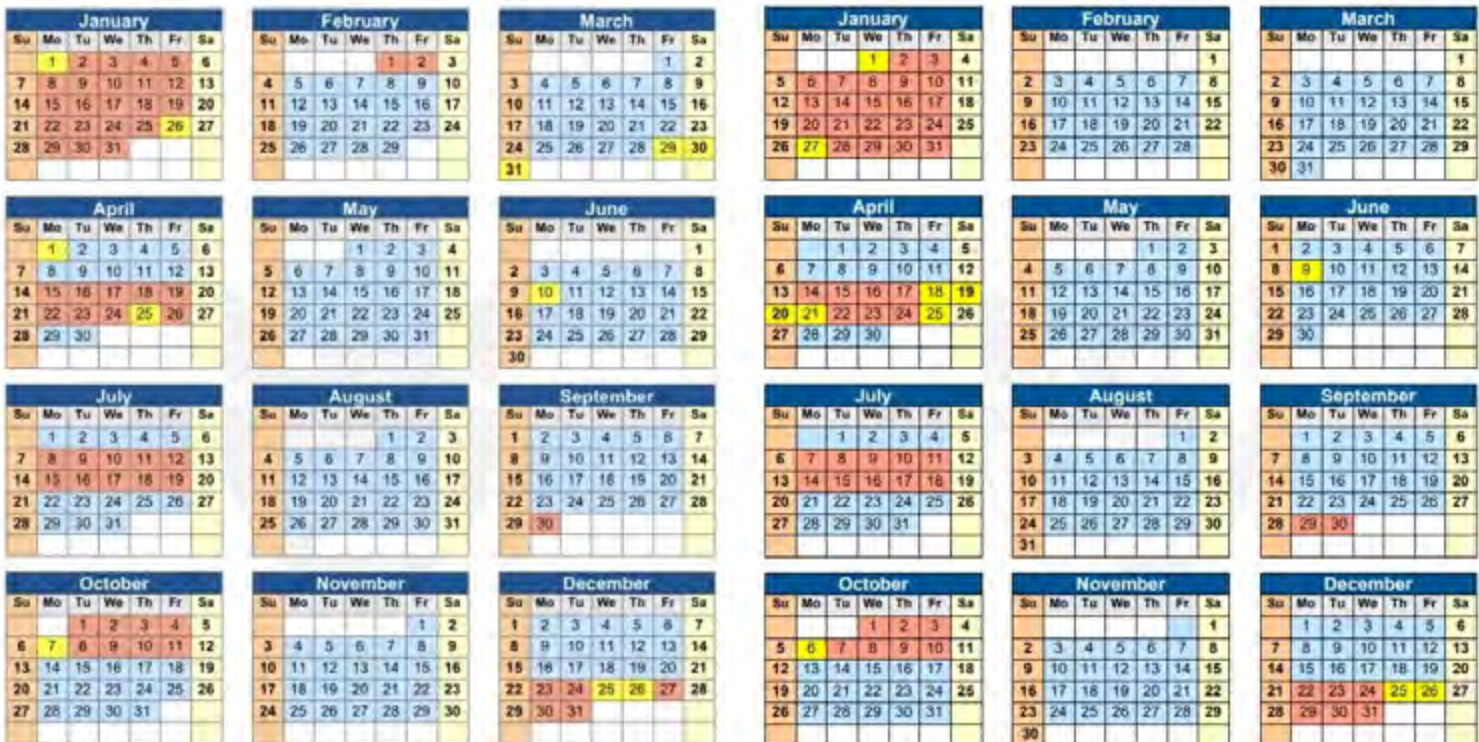 January
Su Mo Tu We Th Fr Sa
1 2 3 4 5 6
7 8 9 10 11 12 13
14 15 16 17 18 19 20
21 22 23 24 25 26 27
28 29 30 31
February
Su Mo Tu We Th Fr Sa
1 2 3
4 5 6 7 8 9 10
11 12 13 14 15 16 17
18 19 20 21 22 23 24
25 26 27 28 29
March
Su Mo Tu We Th Fr Sa
1 2
3 4 5 6 7 8 9
10 11 12 13 14 15 16
17 18 19 20 21 22 23
24 25 26 27 28 29 30
31
January
Su Mo Tu We Th Fr Sa
1 2 3 4
5 6 7 8 9 10 11
12 13 14 15 16 17 18
19 20 21 22 23 24 25
26 27 28 29 30 31
February
Su Mo Tu We Th Fr Sa
1
2 3 4 5 6 7 8
9 10 11 12 13 14 15
16 17 18 19 20 21 22
23 24 25 26 27 28
March
Su Mo Tu We Th Fr Sa
1
2 3 4 5 6 7 8
9 10 11 12 13 14 15
16 17 18 19 20 21 22
23 24 25 26 27 28 29
30 31
April
Su Mo Tu We Th Fr Sa
1 2 3 4 5 6
7 8 9 10 11 12 13
14 15 16 17 18 19 20
21 22 23 24 25 26 27
28 29 30
May
Su Mo Tu We Th Fr Sa
1 2 3 4
5 6 7 8 9 10 11
12 13 14 15 16 17 18
19 20 21 22 23 24 25
26 27 28 29 30 31
June
Su Mo Tu We Th Fr Sa
1
2 3 4 5 6 7 8
9 10 11 12 13 14 15
16 17 18 19 20 21 22
23 24 25 26 27 28 29
30
April
Su Mo Tu We Th Fr Sa
1 2 3 4 5
6 7 8 9 10 11 12
13 14 15 16 17 18 19
20 21 22 23 24 25 26
27 28 29 30
May
Su Mo Tu We Th Fr Sa
1 2 3
4 5 6 7 8 9 10
11 12 13 14 15 16 17
18 19 20 21 22 23 24
25 26 27 28 29 30 31
June
Su Mo Tu We Th Fr Sa
1 2 3 4 5 6 7
8 9 10 11 12 13 14
15 16 17 18 19 20 21
22 23 24 25 26 27 28
29 30
July
Su Mo Tu We Th Fr Sa
1 2 3 4 5 6
7 8 9 10 11 12 13
14 15 16 17 18 19 20
21 22 23 24 25 26 27
28 29 30 31
August
Su Mo Tu We Th Fr Sa
1 2 3
4 5 6 7 8 9 10
11 12 13 14 15 16 17
18 19 20 21 22 23 24
25 26 27 28 29 30 31
September
Su Mo Tu We Th Fr Sa
1 2 3 4 5 6 7
8 9 10 11 12 13 14
15 16 17 18 19 20 21
22 23 24 25 26 27 28
29 30
July
Su Mo Tu We Th Fr Sa
1 2 3 4 5
6 7 8 9 10 11 12
13 14 15 16 17 18 19
20 21 22 23 24 25 26
27 28 29 30 31
August
Su Mo Tu We Th Fr Sa
1 2
3 4 5 6 7 8 9
10 11 12 13 14 15 16
17 18 19 20 21 22 23
24 25 26 27 28 29 30
31
September
Su Mo Tu We Th Fr Sa
1 2 3 4 5 6
7 8 9 10 11 12 13
14 15 16 17 18 19 20
21 22 23 24 25 26 27
28 29 30
October
Su Mo Tu We Th Fr Sa
1 2 3 4 5
6 7 8 9 10 11 12
13 14 15 16 17 18 19
20 21 22 23 24 25 26
27 28 29 30 31
November
Su Mo Tu We Th Fr Sa
1 2
3 4 5 6 7 8 9
10 11 12 13 14 15 16
17 18 19 20 21 22 23
24 25 26 27 28 29 30
December
Su Mo Tu We Th Fr Sa
1 2 3 4 5 6 7
8 9 10 11 12 13 14
15 16 17 18 19 20 21
22 23 24 25 26 27 28
29 30 31
October
Su Mo Tu We Th Fr Sa
1 2 3 4
5 6 7 8 9 10 11
12 13 14 15 16 17 18
19 20 21 22 23 24 25
26 27 28 29 30 31
November
Su Mo Tu We Th Fr Sa
1
2 3 4 5 6 7 8
9 10 11 12 13 14 15
16 17 18 19 20 21 22
23 24 25 26 27 28 29
30
December
Su Mo Tu We Th Fr Sa
1 2 3 4 5 6
7 8 9 10 11 12 13
14 15 16 17 18 19 20
21 22 23 24 25 26 27
28 29 30 31